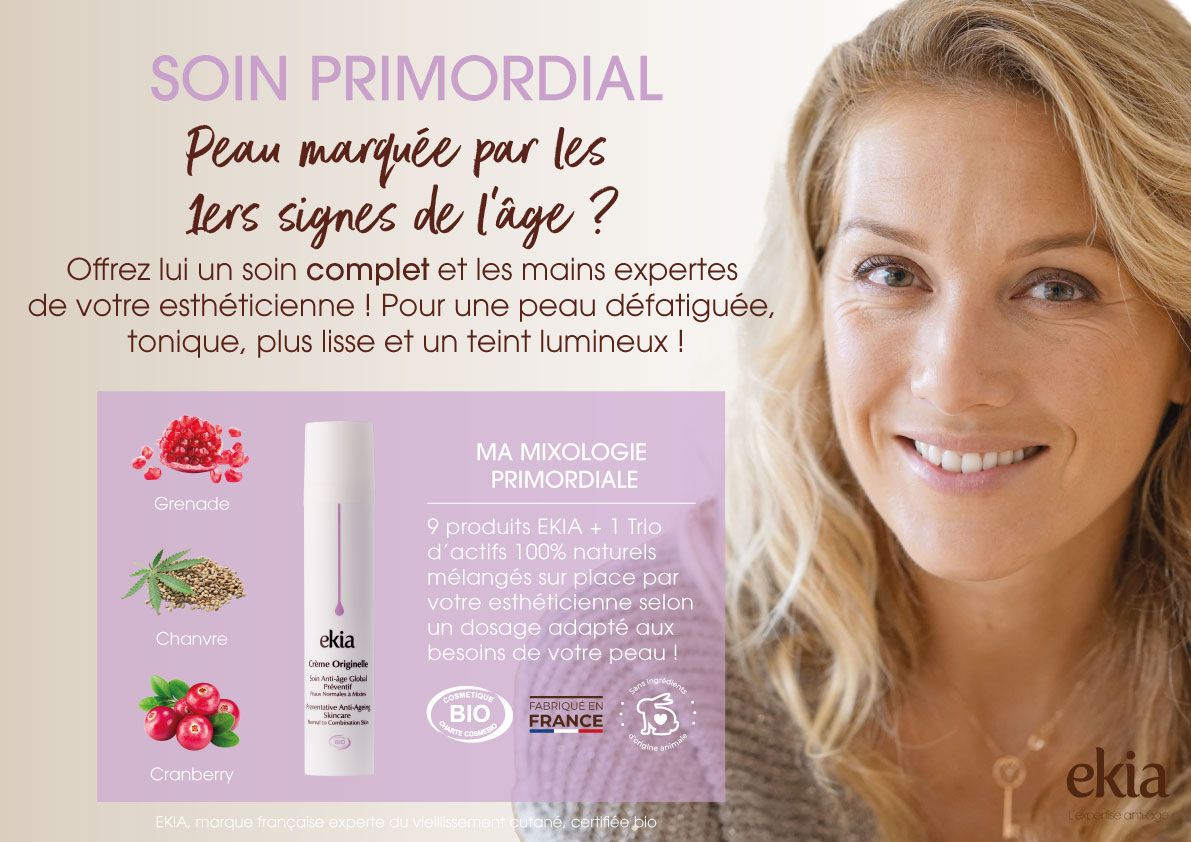 SOIN PRIMORDIAL
Peau marquée par les
1ers signes de l'âge ?
Offrez lui un soin complet et les mains expertes
de votre esthéticienne ! Pour une peau défatiguée,
tonique, plus lisse et un teint lumineux !
Grenade
Chanvre
Cranberry
ekia
Crème Originelle
Soin Anti-âge Global
Préventif
Peaux Normales à Mixtes
Preventative Anti-Ageing
Skincare
Normal to Combination Skin
BIO
MA MIXOLOGIE
PRIMORDIALE
9 produits EKIA + 1 Trio
d'actifs 100% naturels
mélangés sur place par
votre esthéticienne selon
un dosage adapté aux
besoins de votre peau !
COSMETIQUE
BIO
CHARTE COSMEBIO
FABRIQUÉ EN
FRANCE
Sans ingrédients
d'origine animale
ekia
L'expertise anti-âge
EKIA, marque française experte du vieillissement cutané, certifiée bio